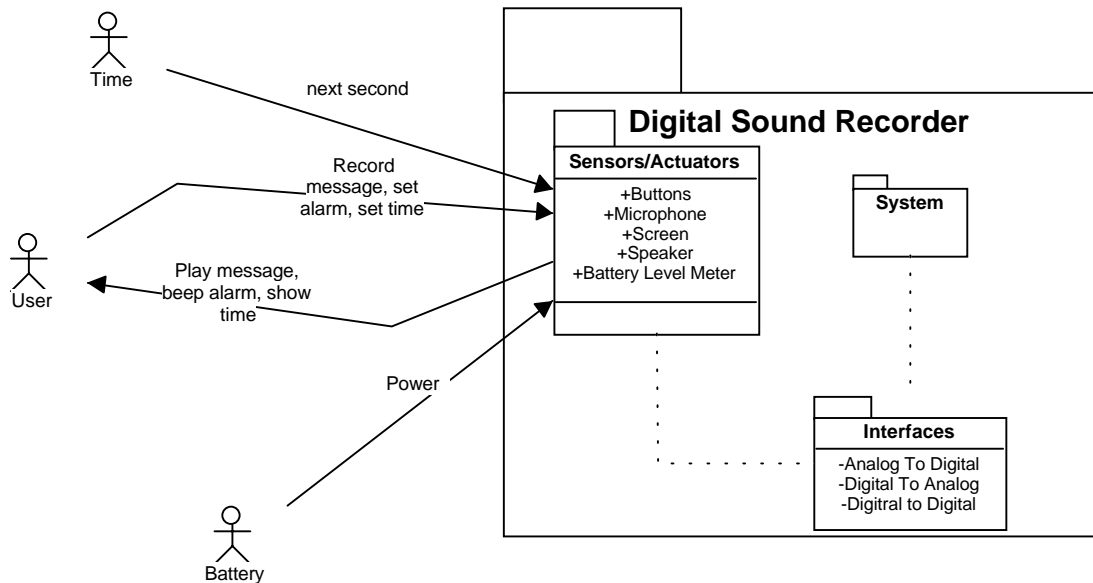 Time
next second
Digital Sound Recorder
Sensors/Actuators
+Buttons
+Microphone
+Screen
+Speaker
+Battery Level Meter
System
Record
message, set
alarm, set time
User
Play message,
beep alarm, show
time
Power
Interfaces
-Analog To Digital
-Digital To Analog
-Digitral to Digital
Battery